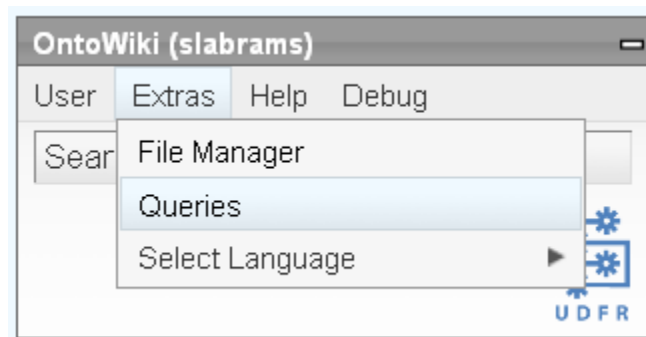 OntoWiki (slabrams)
User Extras Help Debug
Sear
File Manager
Queries
Select Language
UDFR